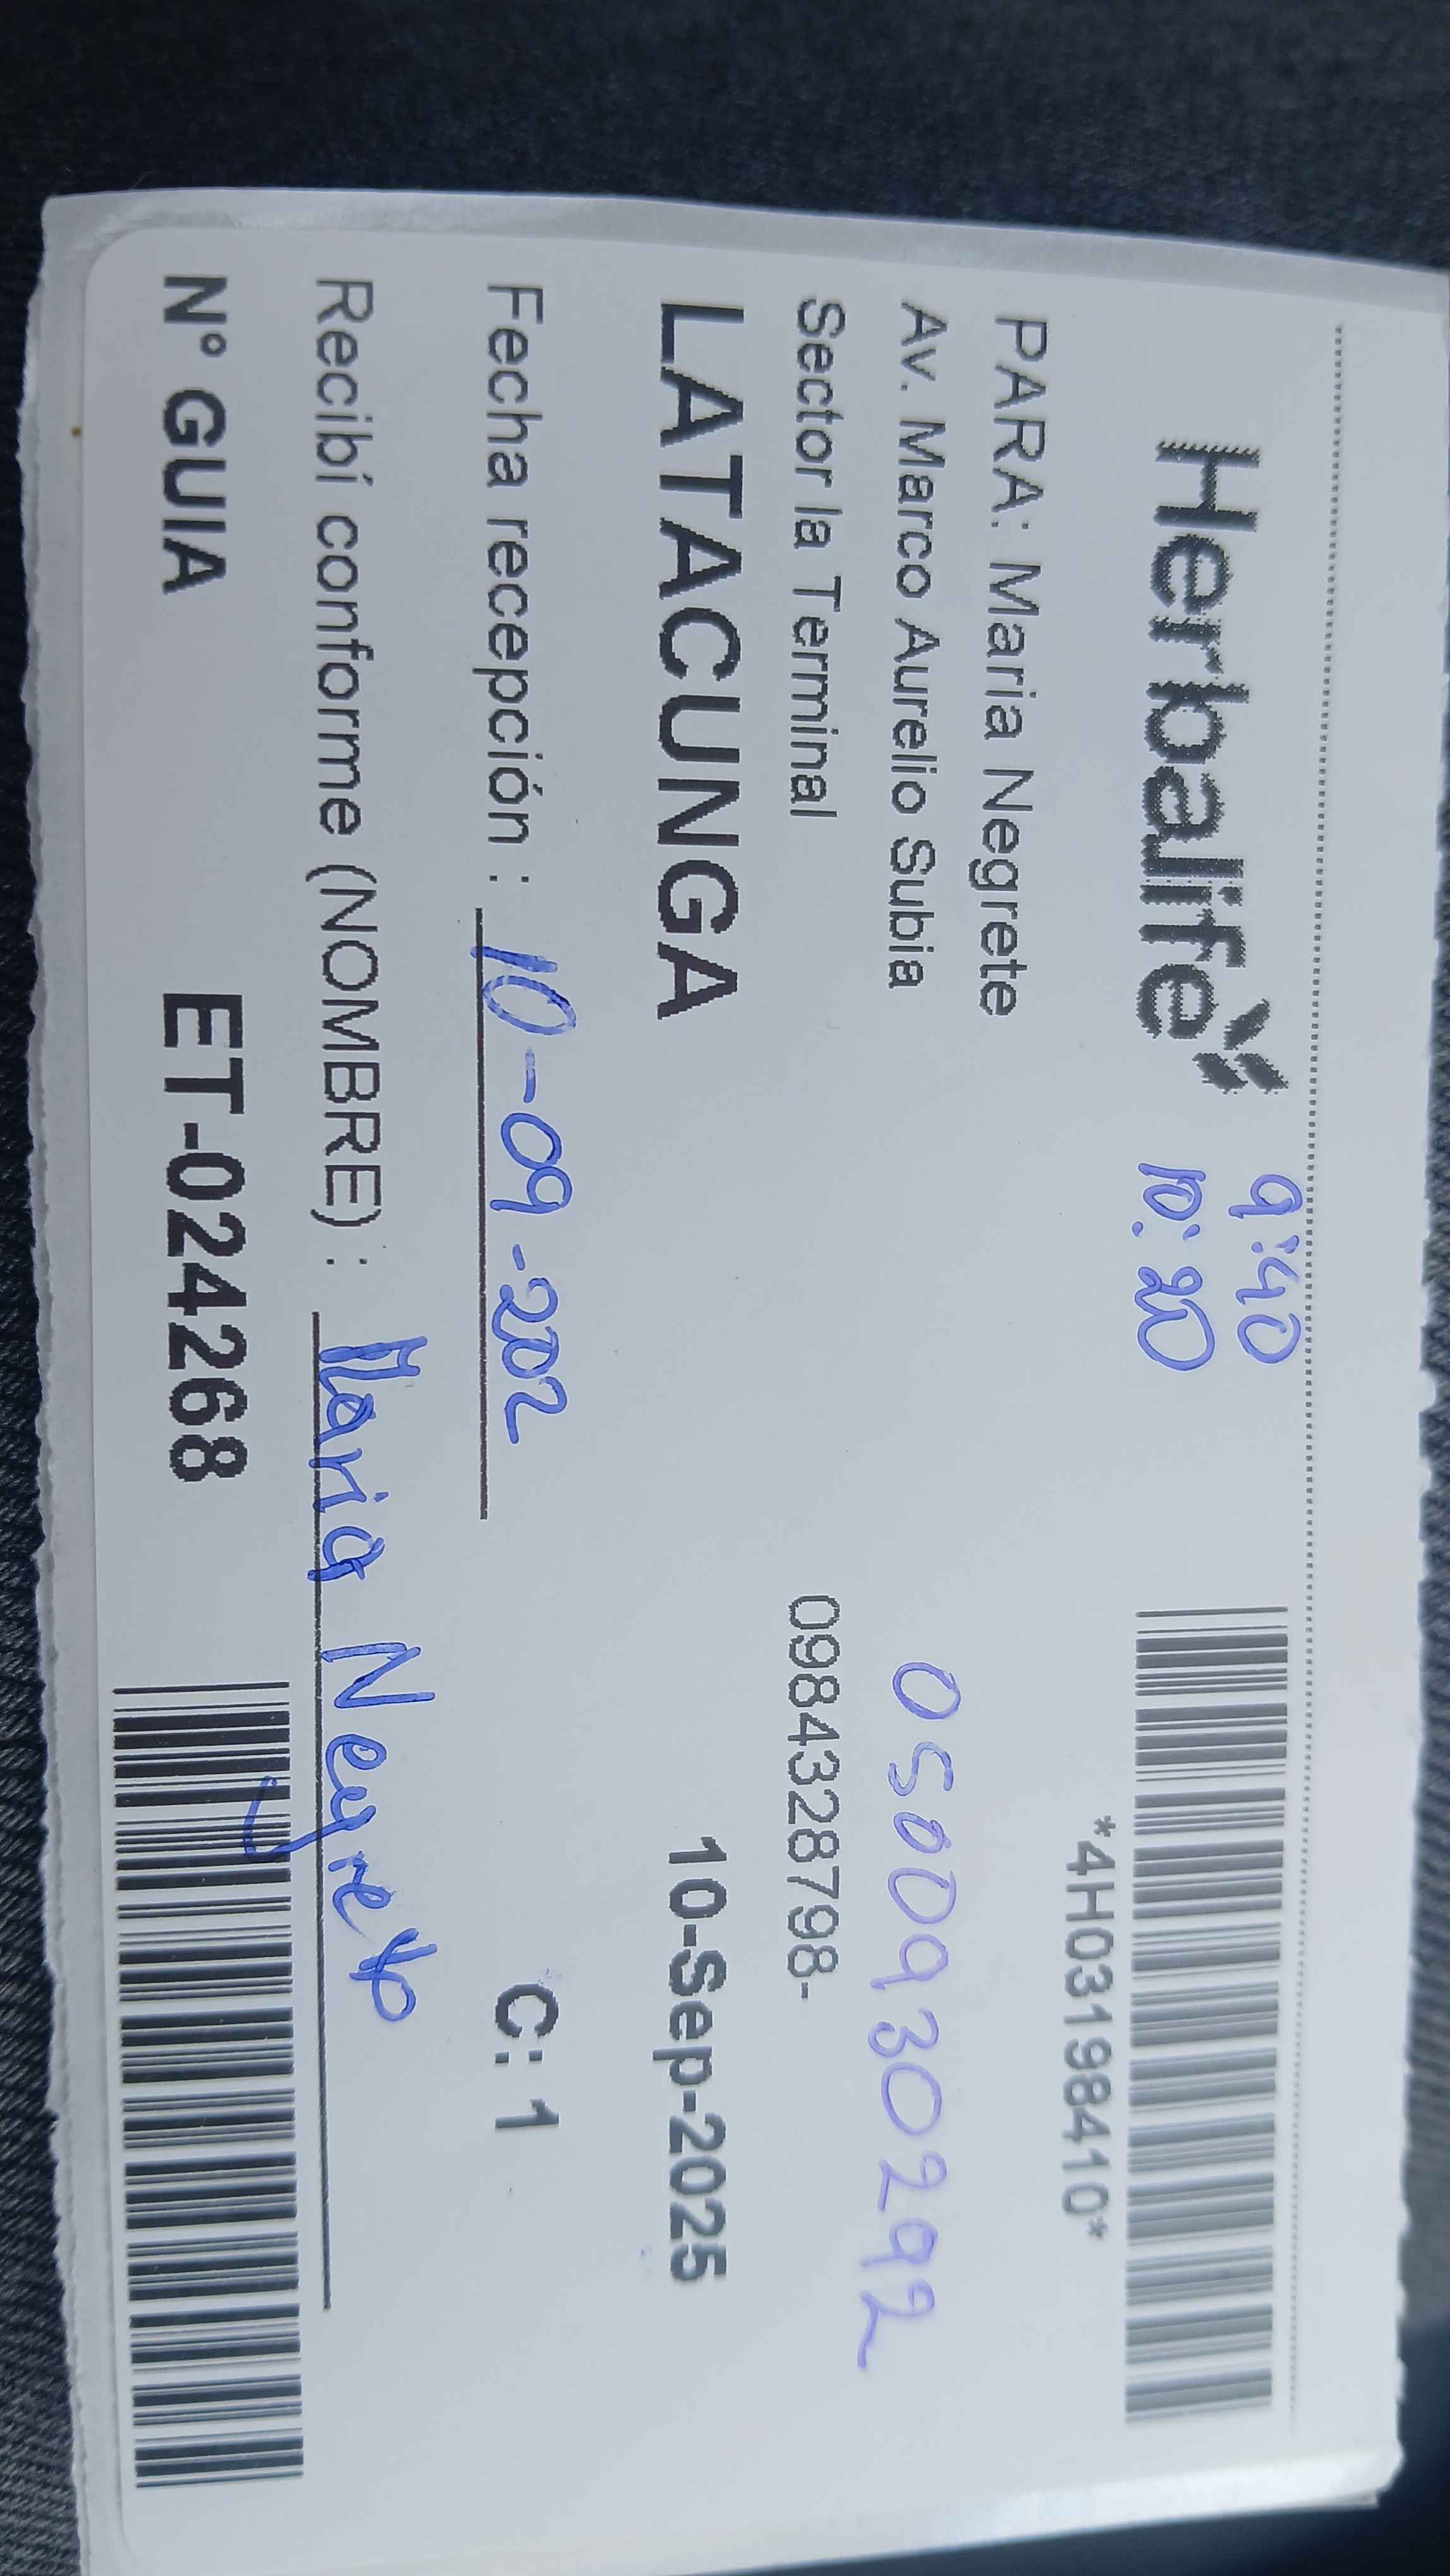 Herbalife
9:40
10:20
*4H03198410*
PARA: Maria Negrete
Av. Marco Aurelio Subia
0500930292
Sector la Terminal
0984328798-
LATACUNGA
10-Sep-2025
Fecha recepción : 10-09-202
C: 1
Recibí conforme (NOMBRE) : Maria Negrete
N° GUIA ET-024268